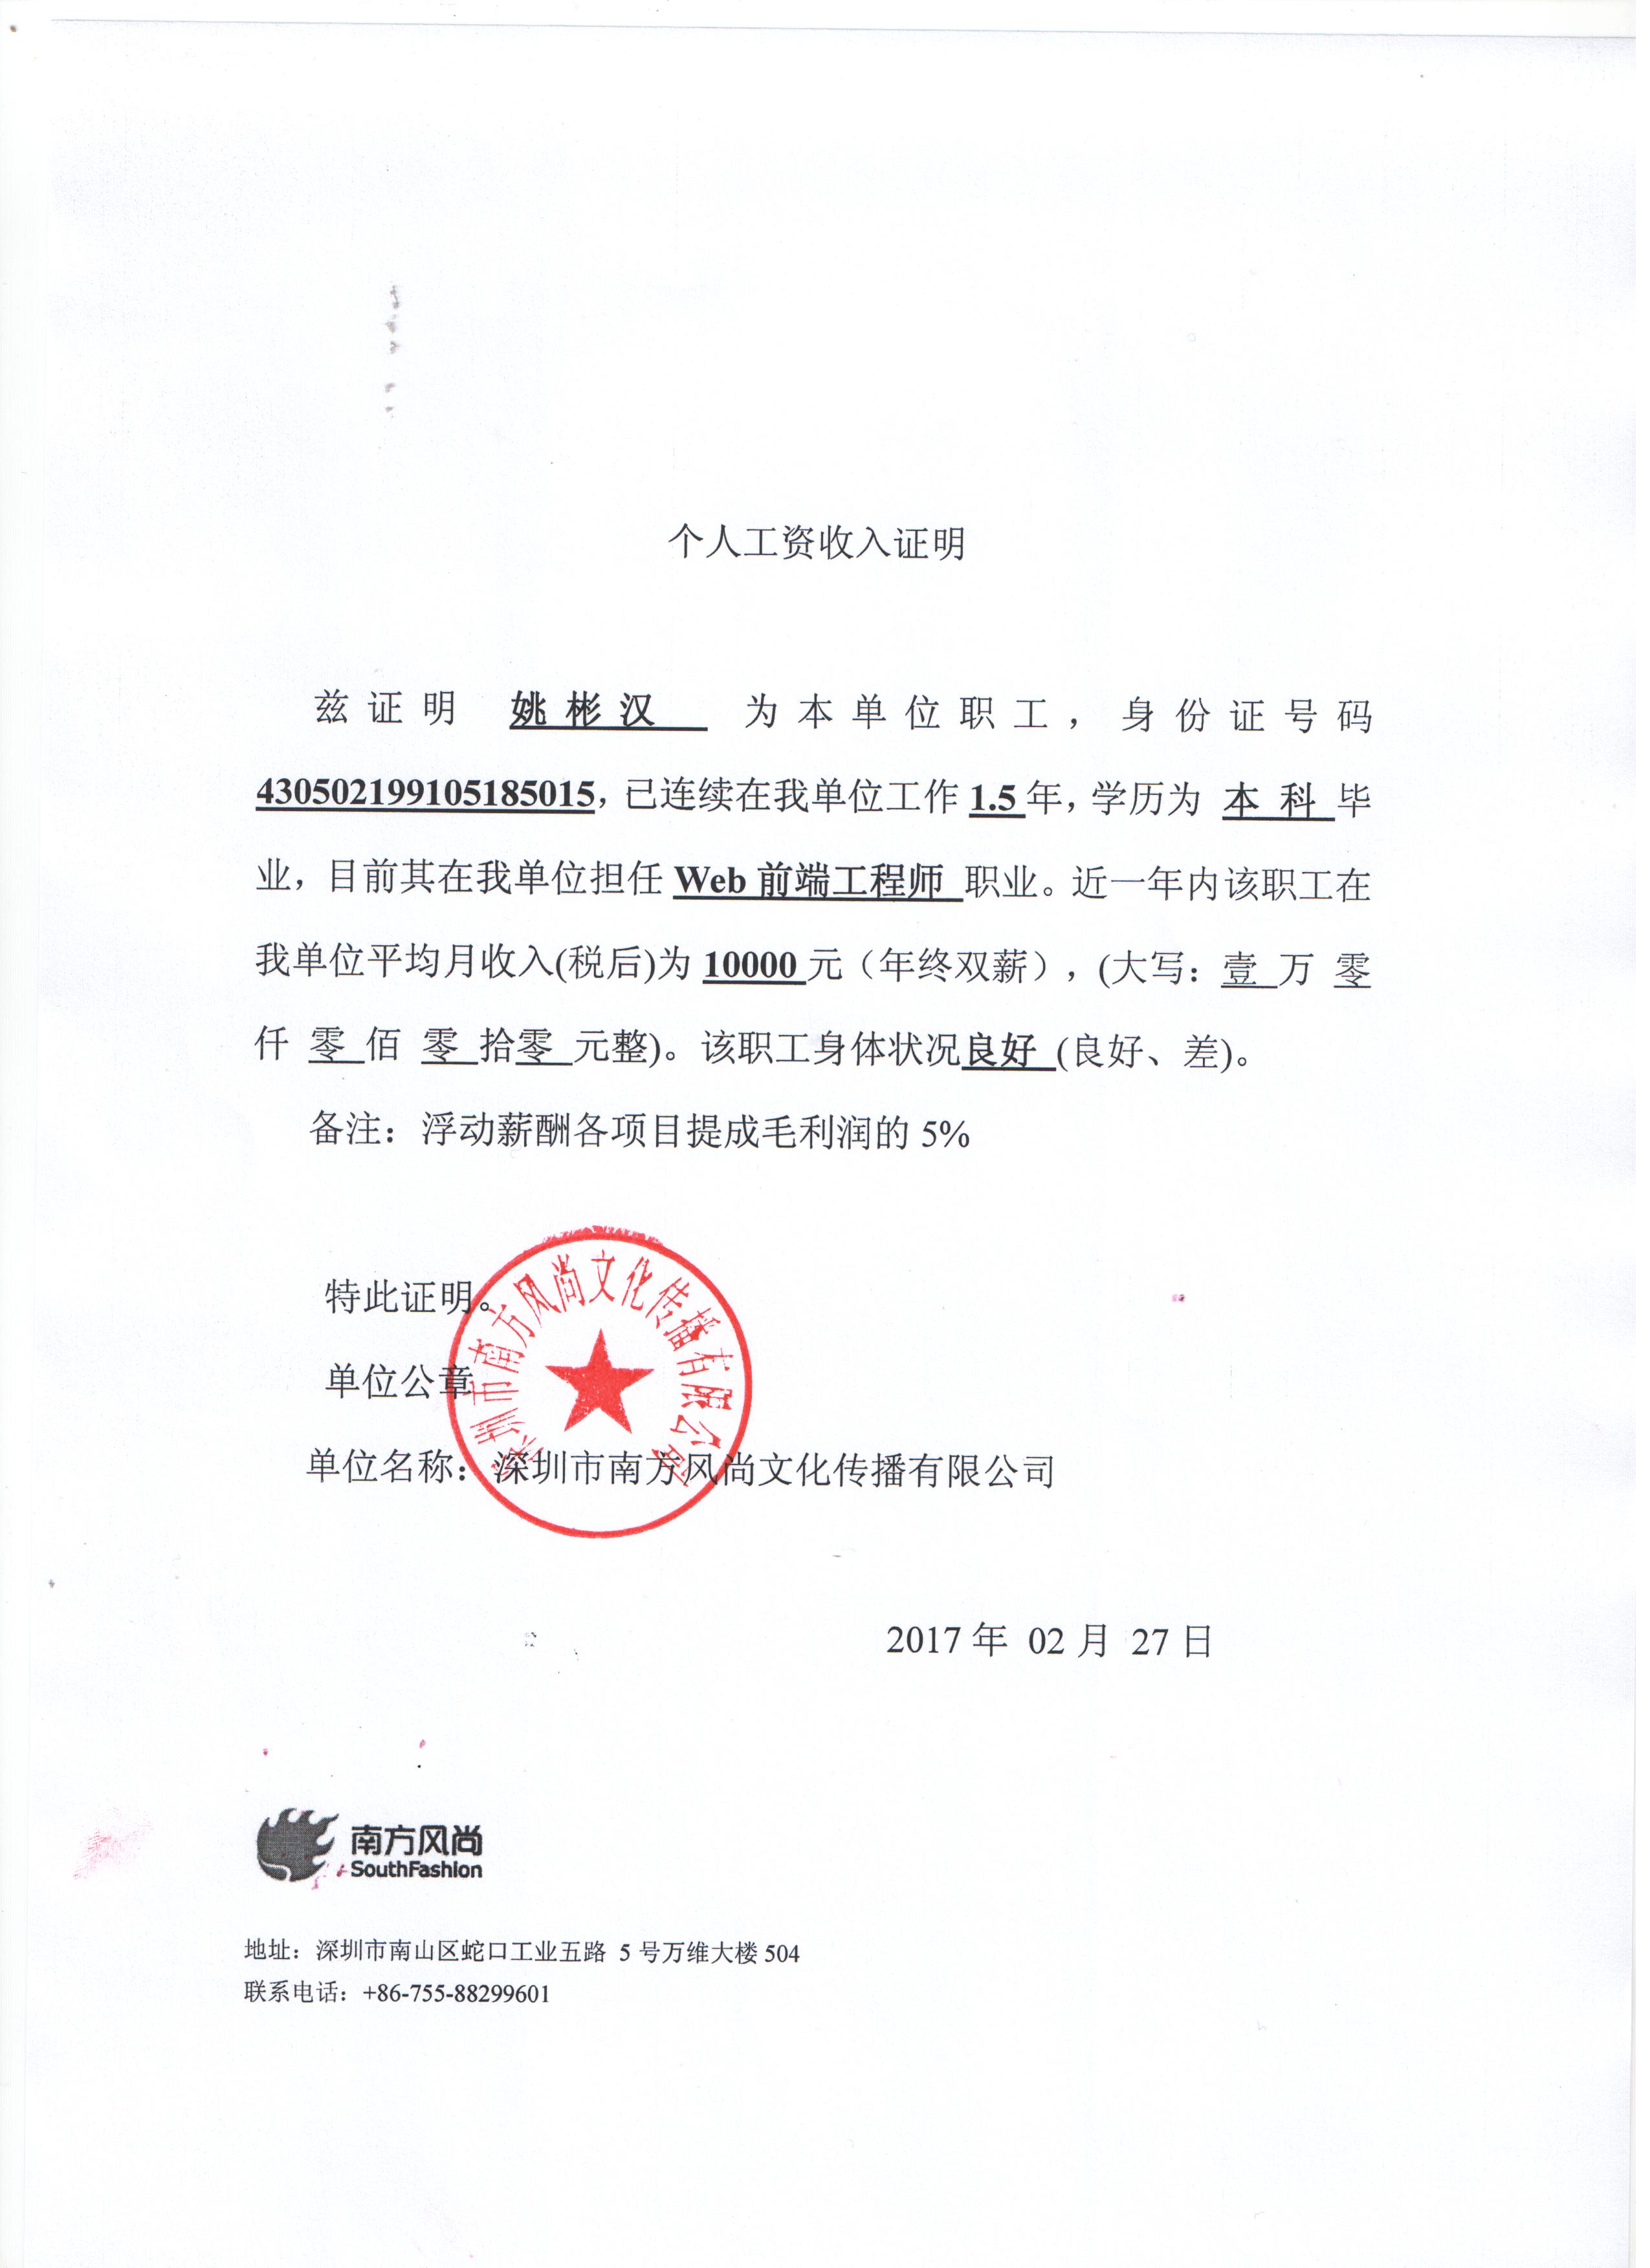 个人工资收入证明
兹证明 姚彬汉 为本单位职工，身份证号码
430502199105185015，已连续在我单位工作 1.5 年，学历为 本 科 毕
业，目前其在我单位担任 Web 前端工程师 职业。近一年内该职工在
我单位平均月收入(税后)为 10000 元（年终双薪），(大写：壹 万 零
仟 零 佰 零 拾零 元整)。该职工身体状况良好 (良好、差)。
备注：浮动薪酬各项目提成毛利润的 5%
特此证明。
单位公章
深圳市南方风尚文化传播有限公司
单位名称：深圳市南方风尚文化传播有限公司
2017 年 02 月 27 日
南方风尚
SouthFashion
地址：深圳市南山区蛇口工业五路 5 号万维大楼 504
联系电话：+86-755-88299601